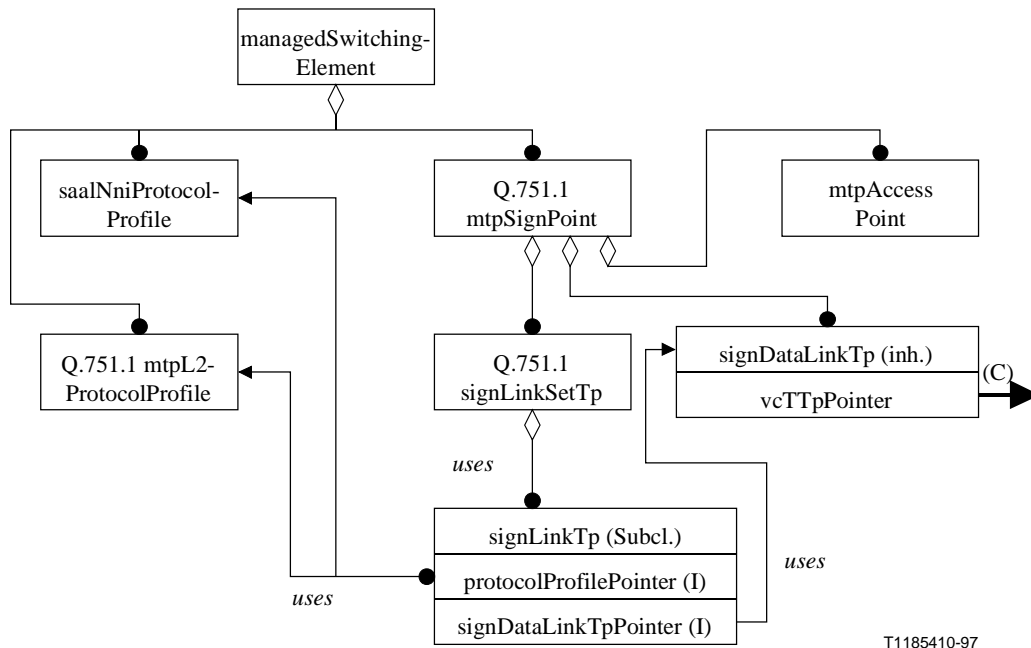 managedSwitching-
Element
saalNniProtocol-
Profile
Q.751.1
mtpSignPoint
mtpAccess
Point
Q.751.1 mtpL2-
ProtocolProfile
Q.751.1
signLinkSetTp
signDataLinkTp (inh.)
vcTTpPointer
(C)
uses
signLinkTp (Subcl.)
protocolProfilePointer (I)
signDataLinkTpPointer (I)
uses
uses
T1185410-97